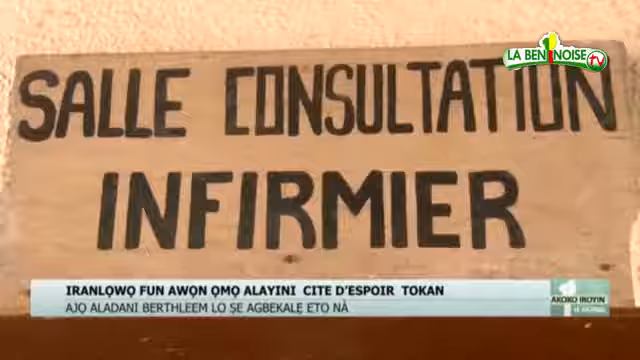 LA BENINOISE TV
SALLE CONSULTATION
INFIRMIER
IRANLỌWỌ FUN AWỌN ỌMỌ ALAYINI CITE D'ESPOIR TOKAN
AJỌ ALADANI BERTHLEEM LO ṢE AGBEKALẸ ETO NÀ
AKOKO IROYIN